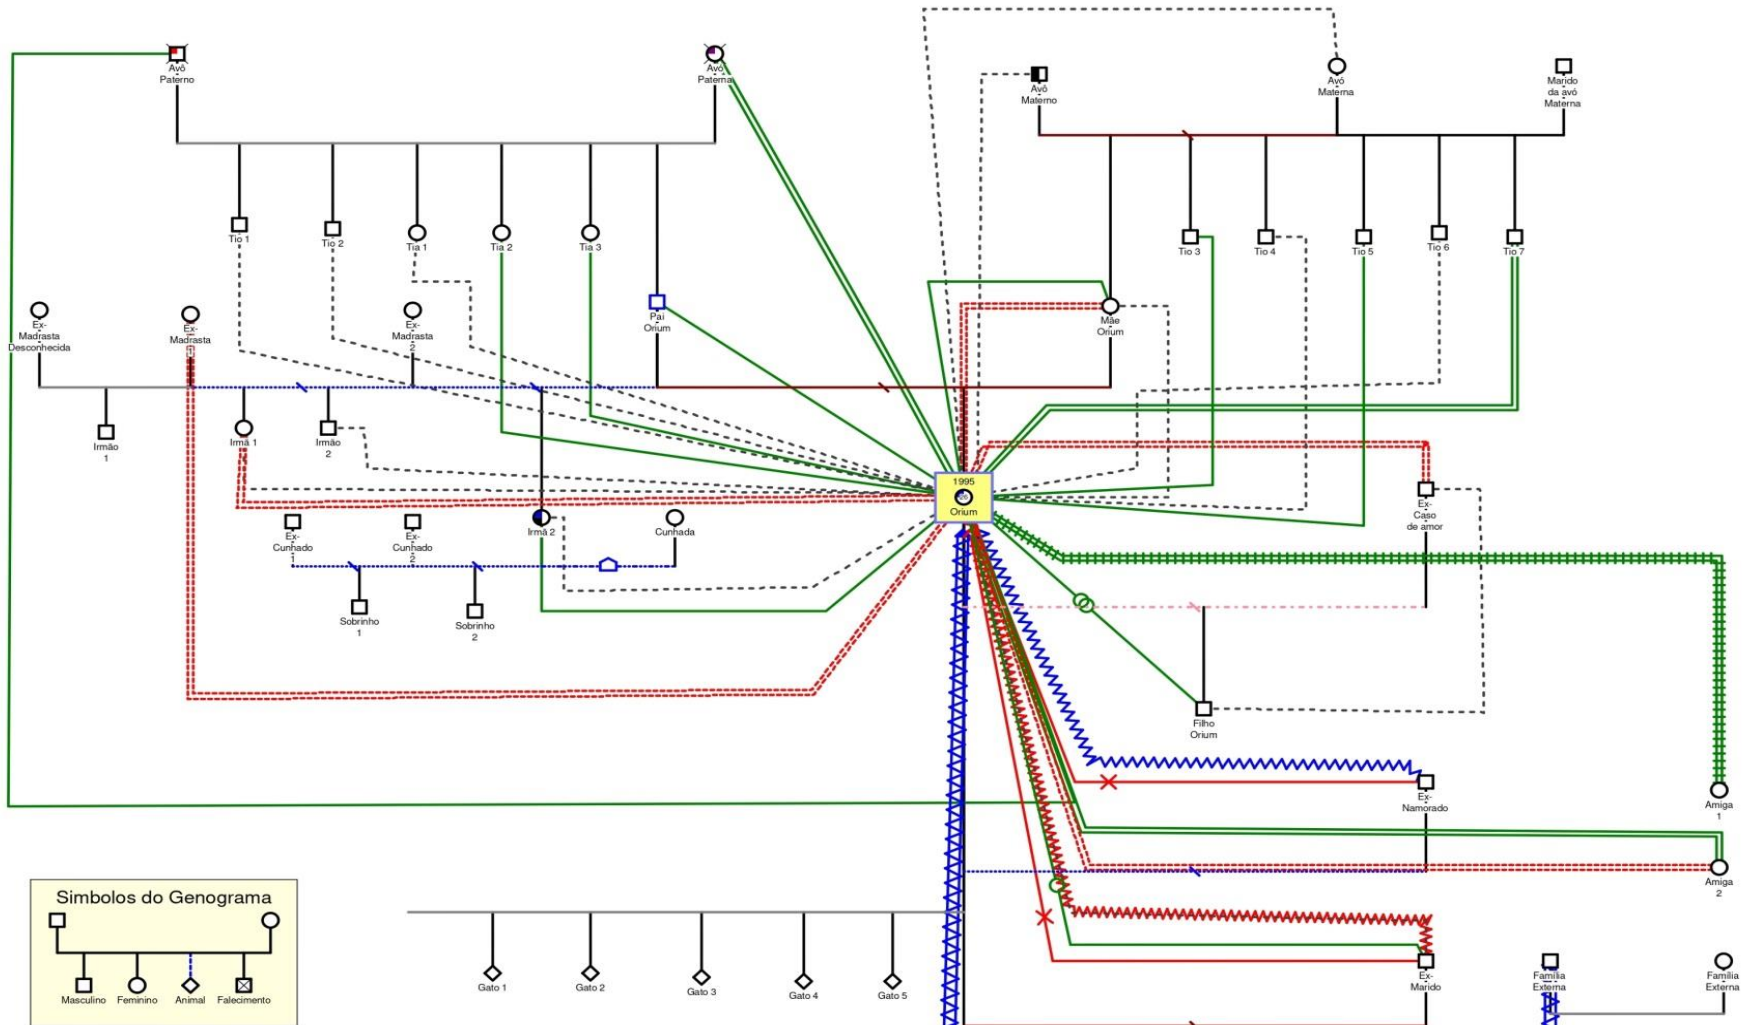 Avô
Paterno
Avó
Paterna
Avô
Materno
Avó
Materna
Marido
da avó
Materna
Tio 1
Tio 2
Tia 1
Tia 2
Tia 3
Tio 3
Tio 4
Tio 5
Tio 6
Tio 7
Ex-
Madrasta
Desconhecida
Ex-
Madrasta
Ex-
Madrasta
2
Pai
Orium
Mãe
Orium
Irmão
1
Irmã 1
Irmão
2
1995
Orium
Ex-
Caso
de amor
Ex-
Cunhado
1
Ex-
Cunhado
2
Irmã 2
Cunhada
Sobrinho
1
Sobrinho
2
Filho
Orium
Ex-
Namorado
Amiga
1
Amiga
2
Simbolos do Genograma
Masculino
Feminino
Animal
Falecimento
Gato 1
Gato 2
Gato 3
Gato 4
Gato 5
Ex-
Marido
Família
Externa
Família
Externa